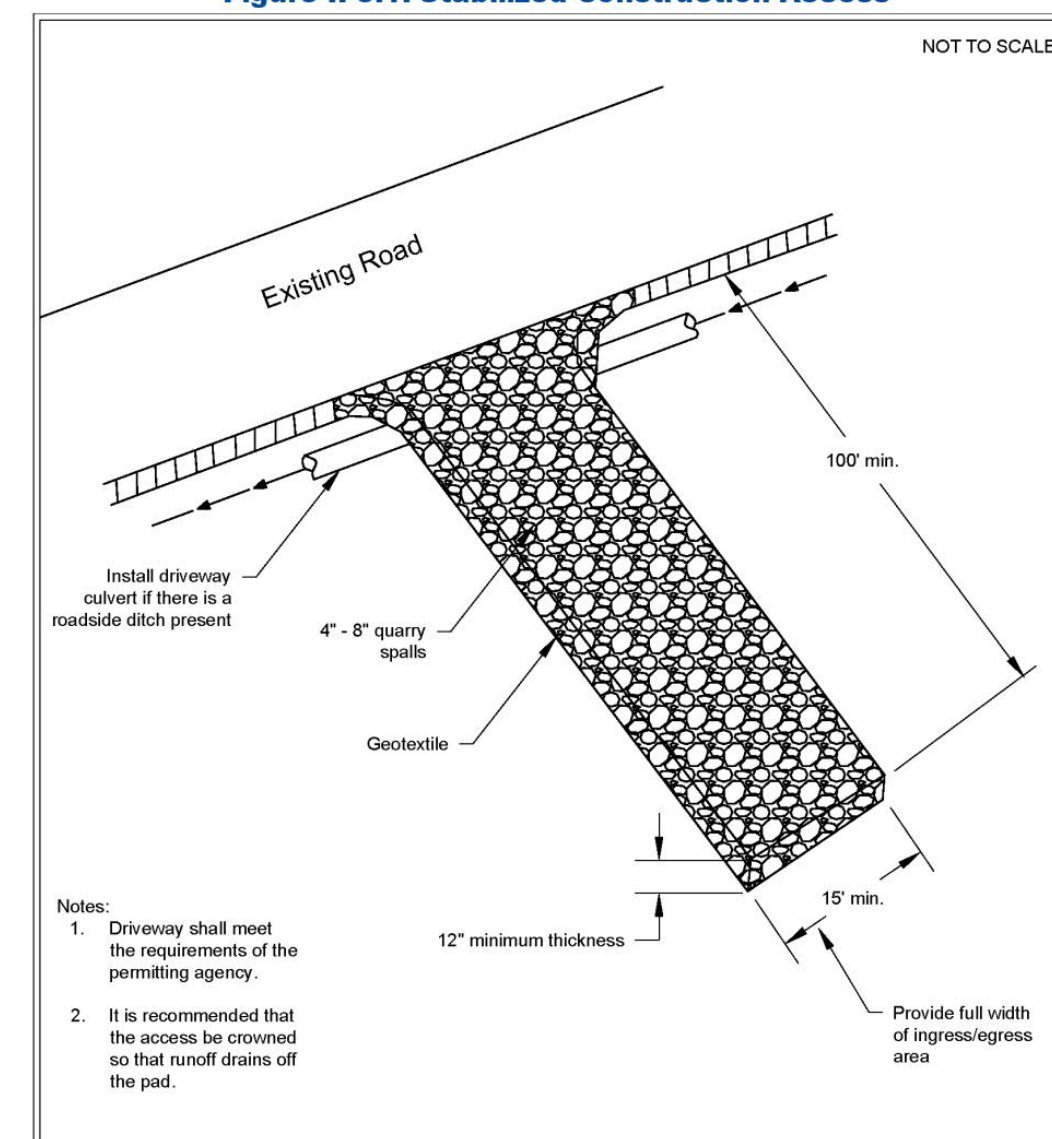 NOT TO SCALE
Existing Road
100' min.
Install driveway
culvert if there is a
roadside ditch present
4" - 8" quarry
spalls
Geotextile
15' min.
12" minimum thickness
Provide full width
of ingress/egress
area
Notes:
1. Driveway shall meet
the requirements of the
permitting agency.
2. It is recommended that
the access be crowned
so that runoff drains off
the pad.